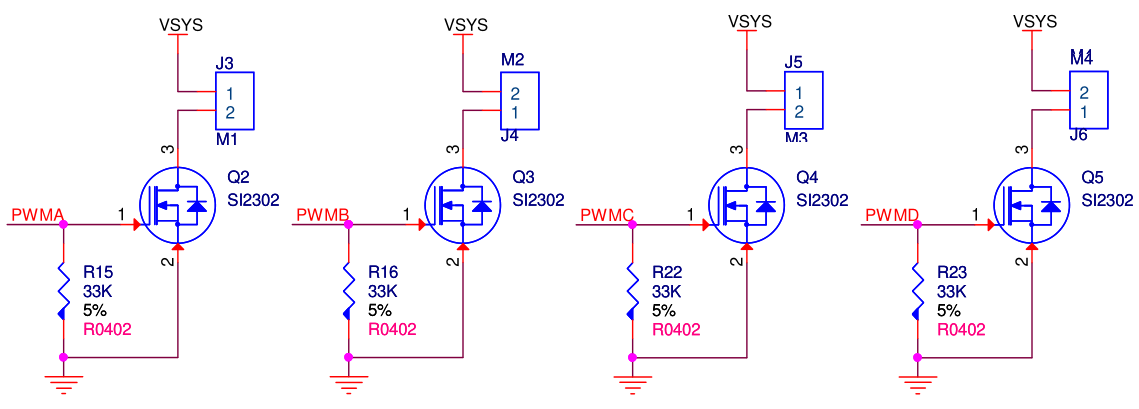 VSYS
J3
1
2
M1
3
Q2
SI2302
PWMA
1
2
R15
33K
5%
R0402
VSYS
M2
2
1
J4
3
Q3
SI2302
PWMB
1
2
R16
33K
5%
R0402
VSYS
J5
1
2
M3
3
Q4
SI2302
PWMC
1
2
R22
33K
5%
R0402
VSYS
M4
2
1
J6
3
Q5
SI2302
PWMD
1
2
R23
33K
5%
R0402